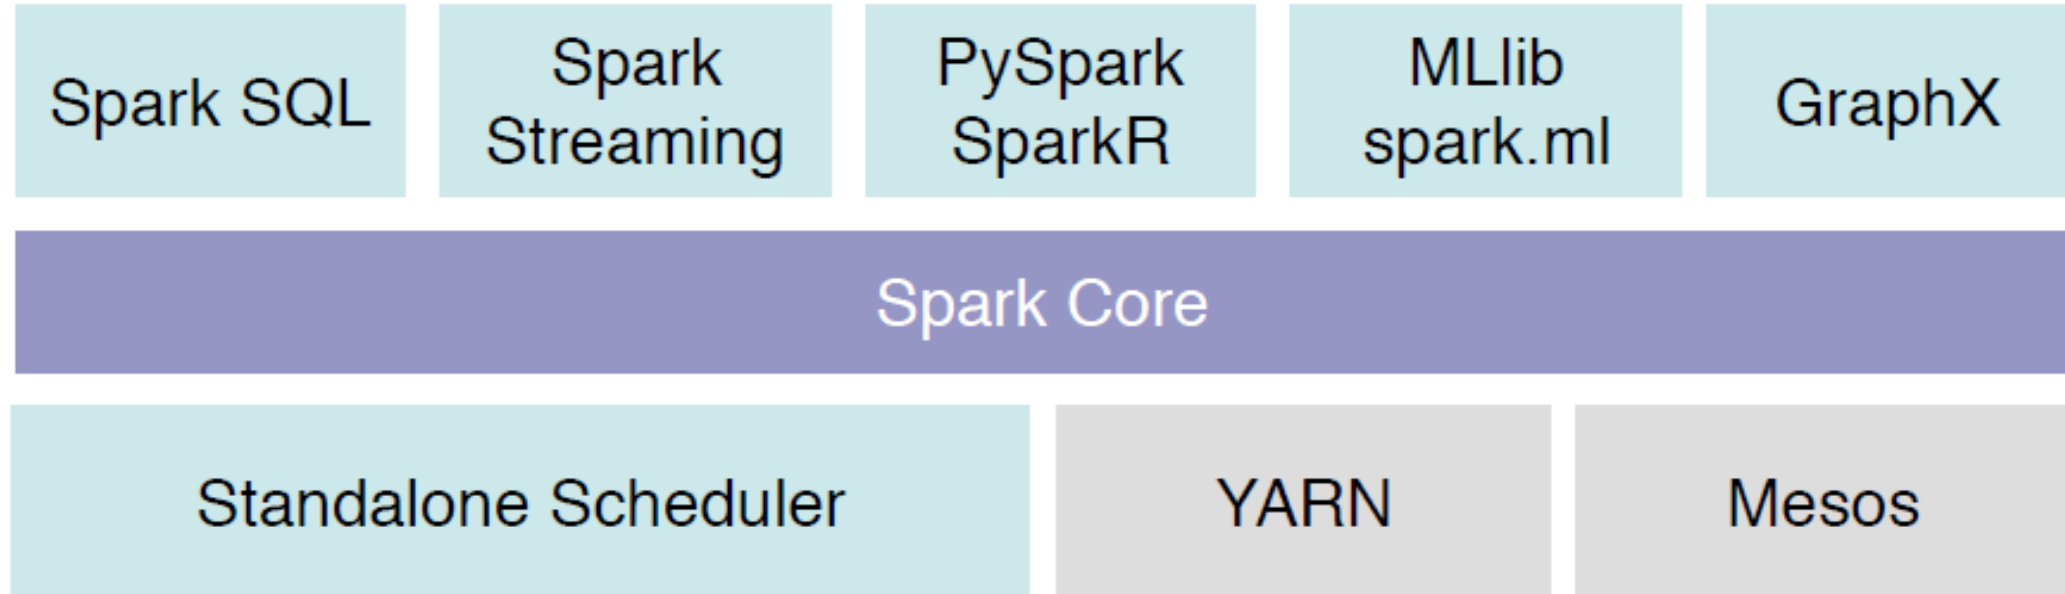 Spark SQL
Spark
Streaming
PySpark
SparkR
MLlib
spark.ml
GraphX
Spark Core
Standalone Scheduler
YARN
Mesos